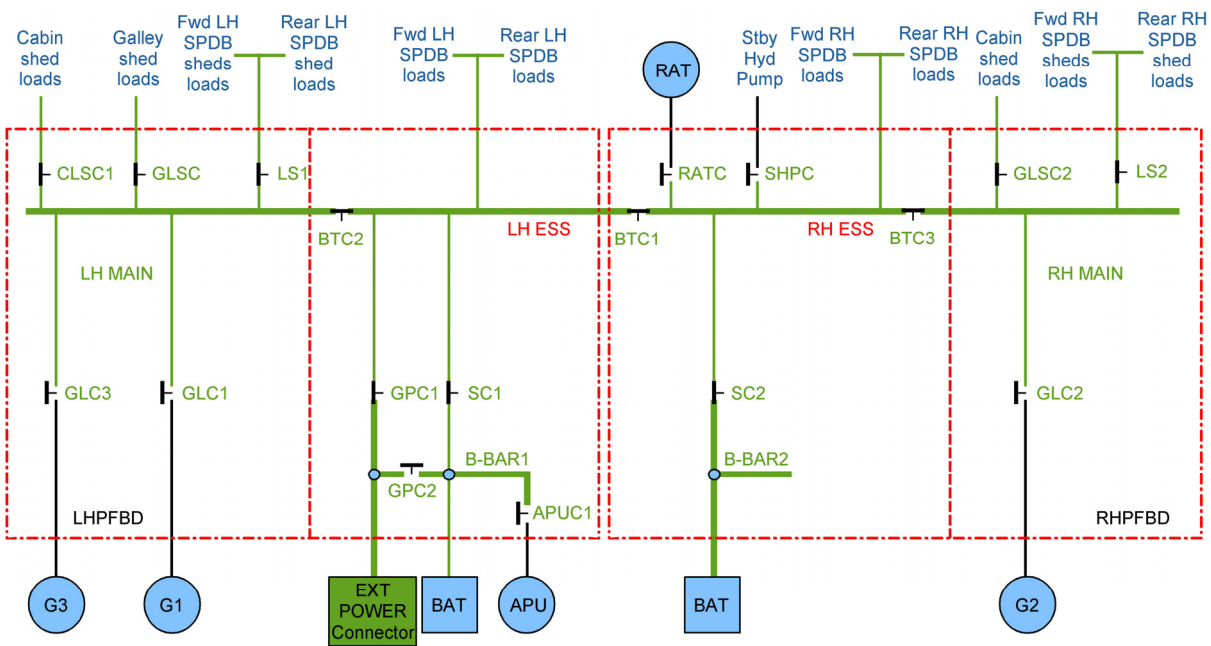 Cabin
shed
loads
Galley
shed
loads
Fwd LH
SPDB
sheds
loads
Rear LH
SPDB
shed
loads
Fwd LH
SPDB
loads
Rear LH
SPDB
loads
RAT
Stby
Hyd
Pump
Fwd RH
SPDB
loads
Rear RH
SPDB
loads
Cabin
shed
loads
Fwd RH
SPDB
sheds
loads
Rear RH
SPDB
shed
loads
CLSC1
GLSC
LS1
RATC
SHPC
GLSC2
LS2
BTC2
LH ESS
BTC1
RH ESS
BTC3
LH MAIN
RH MAIN
GLC3
GLC1
GPC1
SC1
SC2
GLC2
B-BAR1
B-BAR2
GPC2
APUC1
LHPFBD
RHPFBD
G3
G1
EXT
POWER
Connector
BAT
APU
BAT
G2